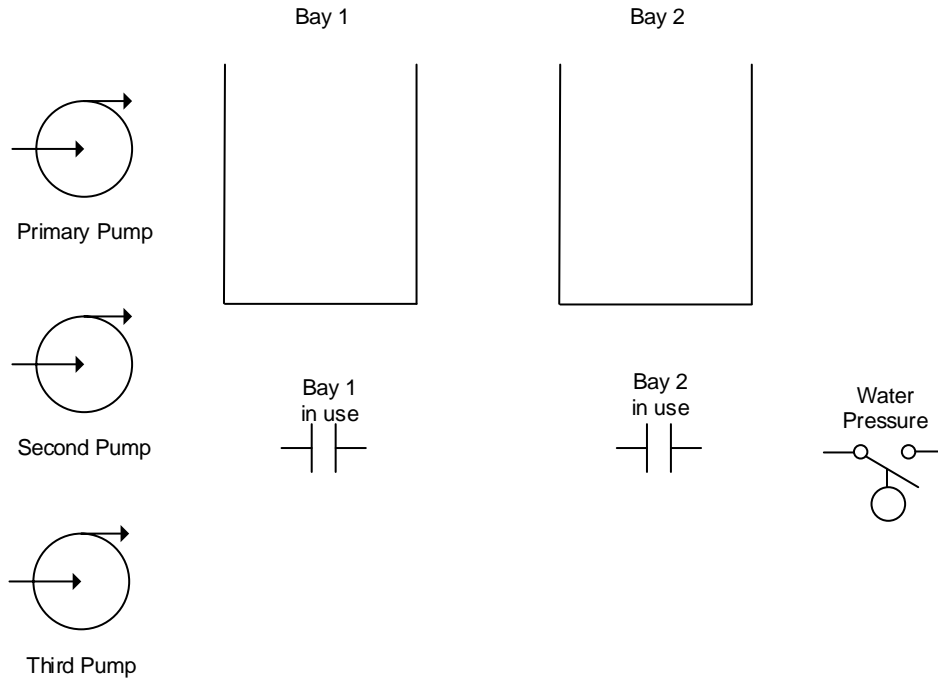 Bay 1
Bay 2
Primary Pump
Second Pump
Third Pump
Bay 1
in use
Bay 2
in use
Water
Pressure